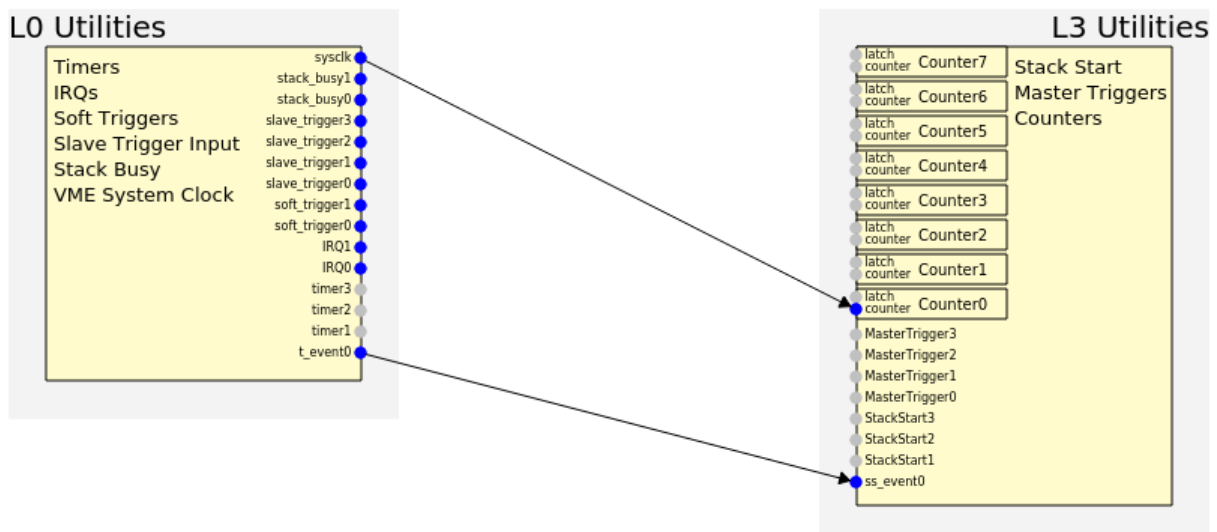 L0 Utilities
Timers
IRQs
Soft Triggers
Slave Trigger Input
Stack Busy
VME System Clock
sysclk
stack_busy1
stack_busy0
slave_trigger3
slave_trigger2
slave_trigger1
slave_trigger0
soft_trigger1
soft_trigger0
IRQ1
IRQ0
timer3
timer2
timer1
t_event0
L3 Utilities
latch
counter Counter7
latch
counter Counter6
latch
counter Counter5
latch
counter Counter4
latch
counter Counter3
latch
counter Counter2
latch
counter Counter1
latch
counter Counter0
MasterTrigger3
MasterTrigger2
MasterTrigger1
MasterTrigger0
StackStart3
StackStart2
StackStart1
ss_event0
Stack Start
Master Triggers
Counters